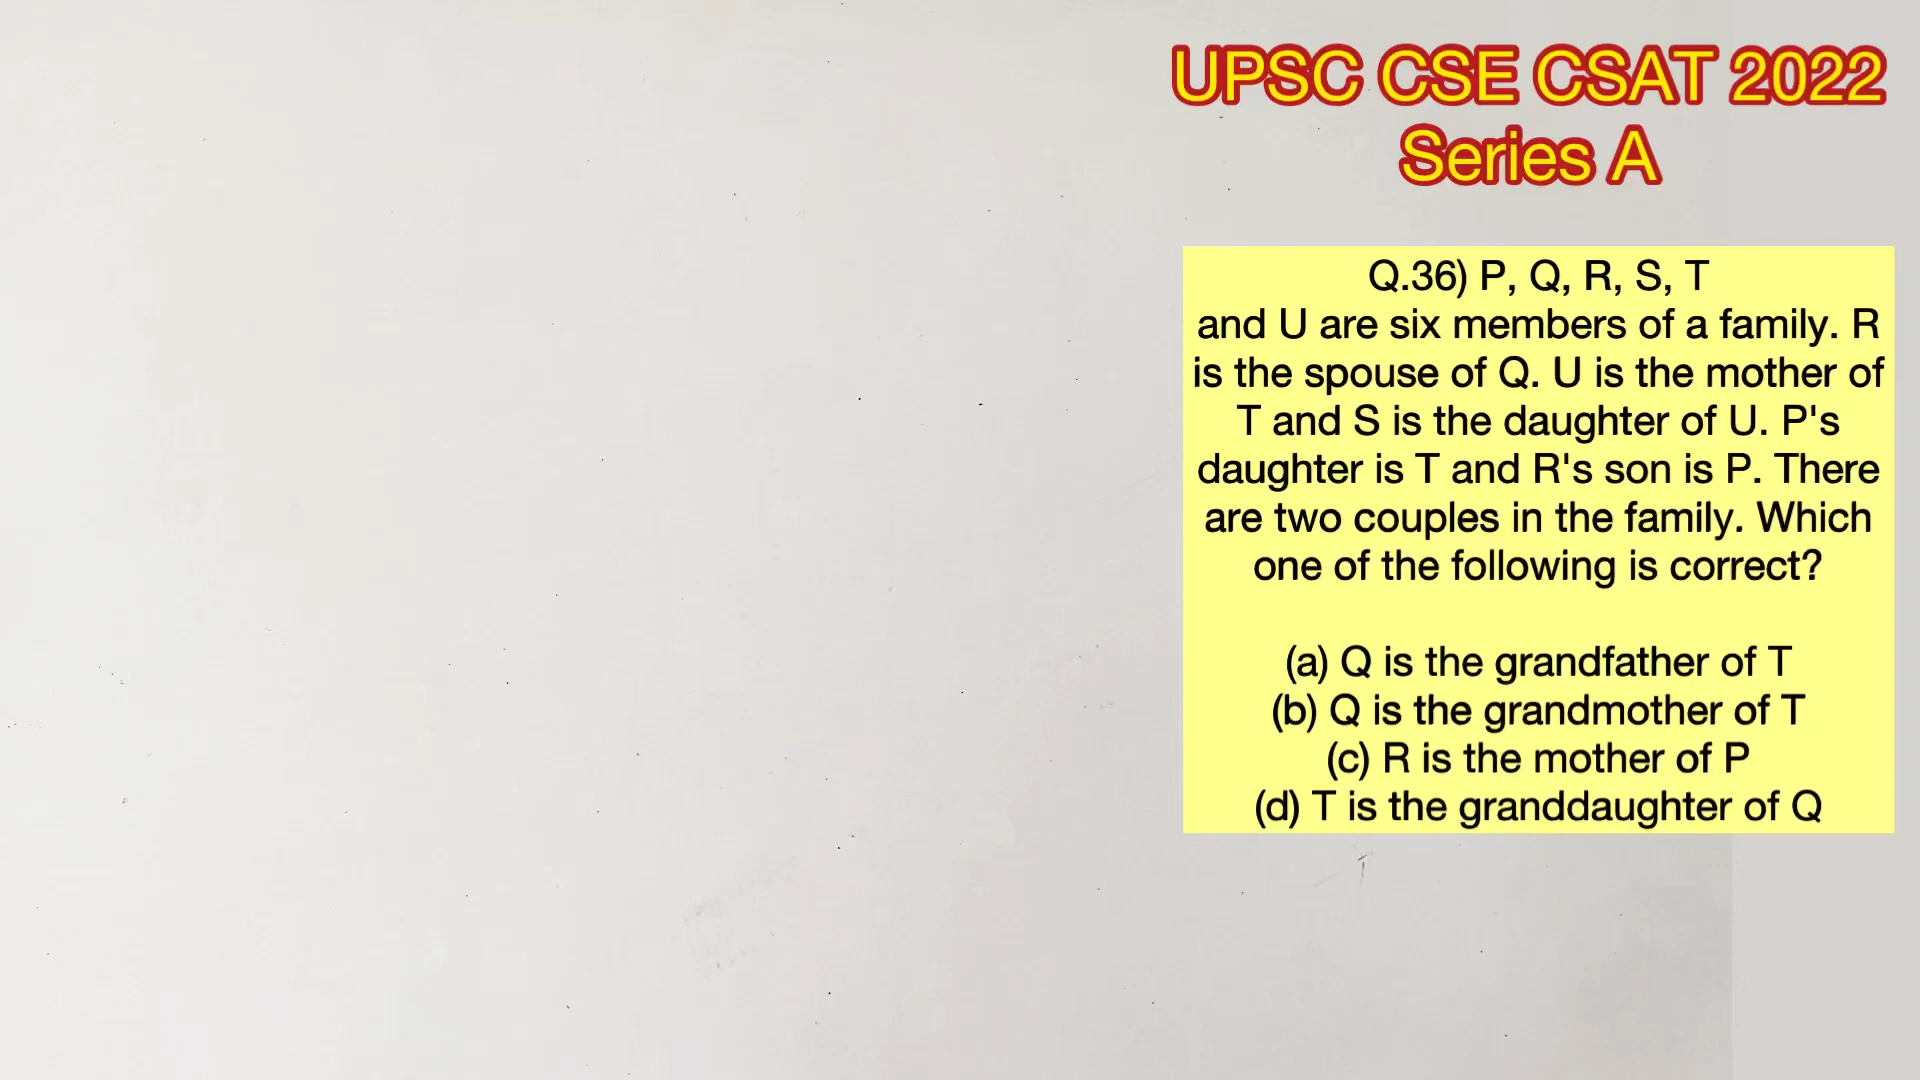 UPSC CSE CSAT 2022
Series A
Q.36) P, Q, R, S, T
and U are six members of a family. R
is the spouse of Q. U is the mother of
T and S is the daughter of U. P's
daughter is T and R's son is P. There
are two couples in the family. Which
one of the following is correct?
(a) Q is the grandfather of T
(b) Q is the grandmother of T
(c) R is the mother of P
(d) T is the granddaughter of Q